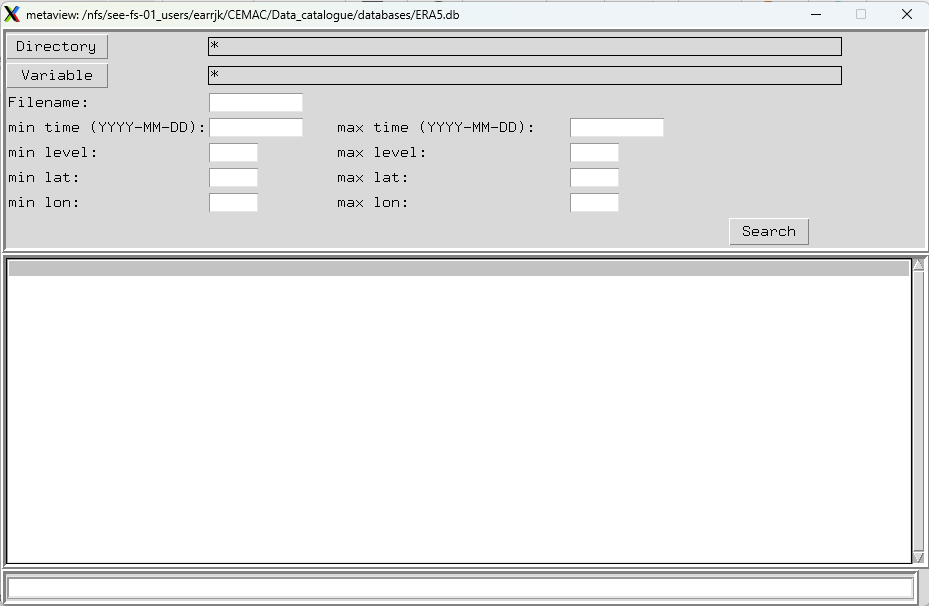 metaview: /nfs/see-fs-01_users/earrjk/CEMAC/Data_catalogue/databases/ERA5.db
Directory *
Variable *
Filename:
min time (YYYY-MM-DD): max time (YYYY-MM-DD):
min level: max level:
min lat: max lat:
min lon: max lon:
Search